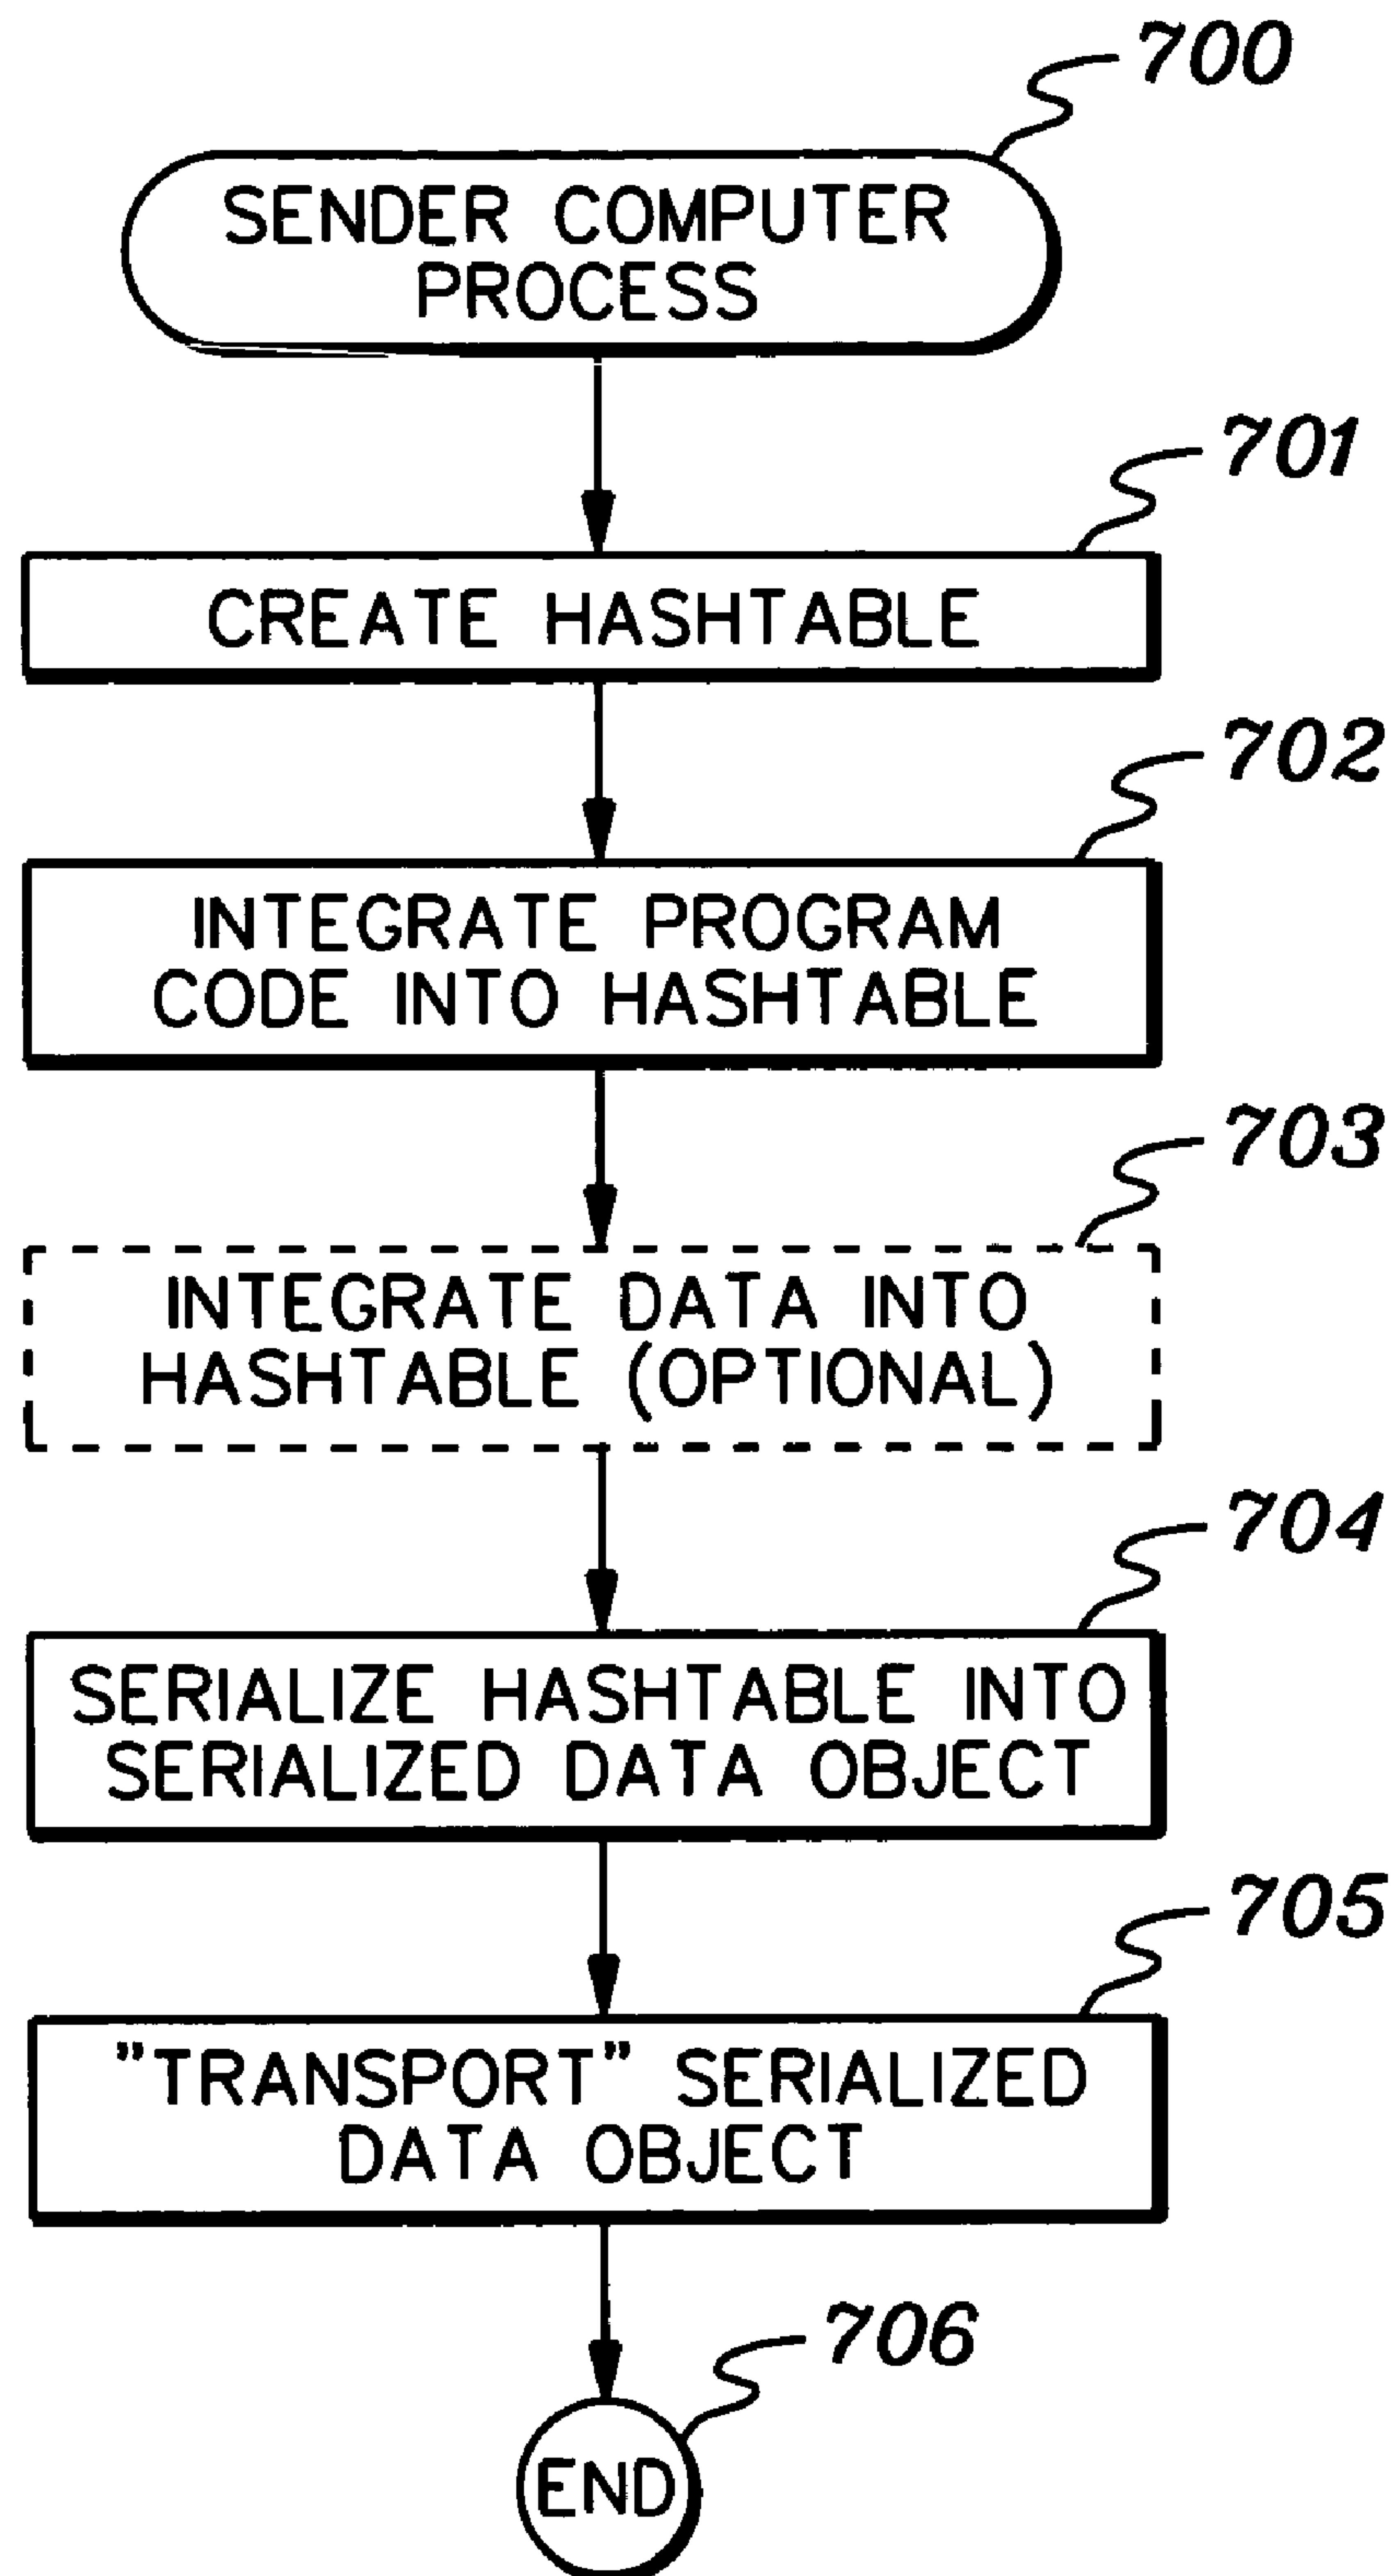 700
SENDER COMPUTER
PROCESS
701
CREATE HASHTABLE
702
INTEGRATE PROGRAM
CODE INTO HASHTABLE
703
INTEGRATE DATA INTO
HASHTABLE (OPTIONAL)
704
SERIALIZE HASHTABLE INTO
SERIALIZED DATA OBJECT
705
"TRANSPORT" SERIALIZED
DATA OBJECT
706
END